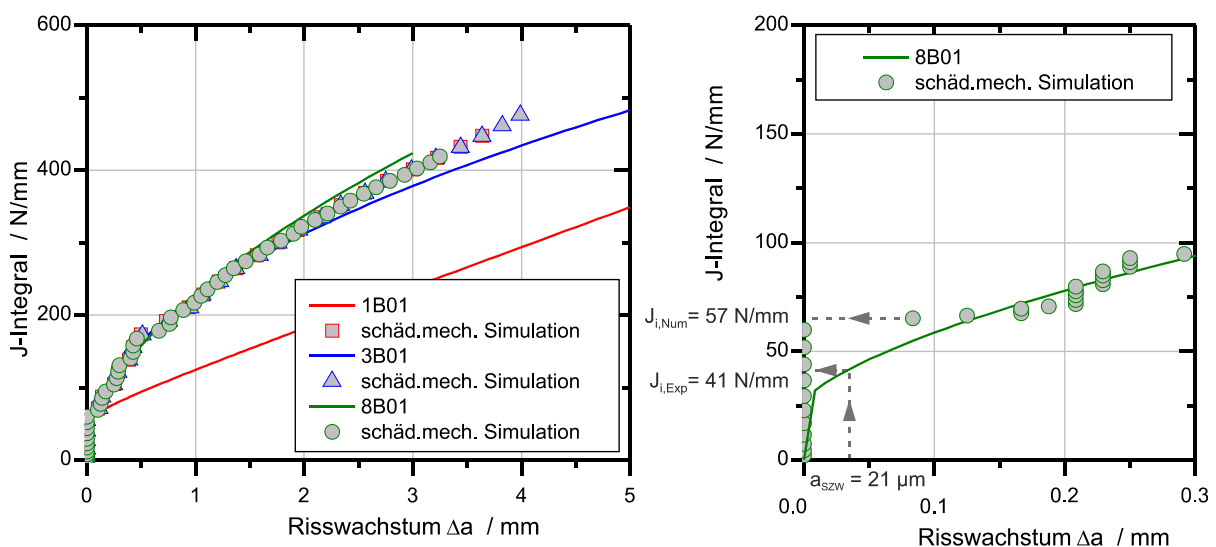 600
400
200
0
J-Integral / N/mm
1B01
schäd.mech. Simulation
3B01
schäd.mech. Simulation
8B01
schäd.mech. Simulation
0 1 2 3 4 5
Risswachstum Δa / mm
200
150
100
50
0
J-Integral / N/mm
8B01
schäd.mech. Simulation
J_i,Num = 57 N/mm
J_i,Exp = 41 N/mm
a_SZW = 21 µm
0.0 0.1 0.2 0.3
Risswachstum Δa / mm